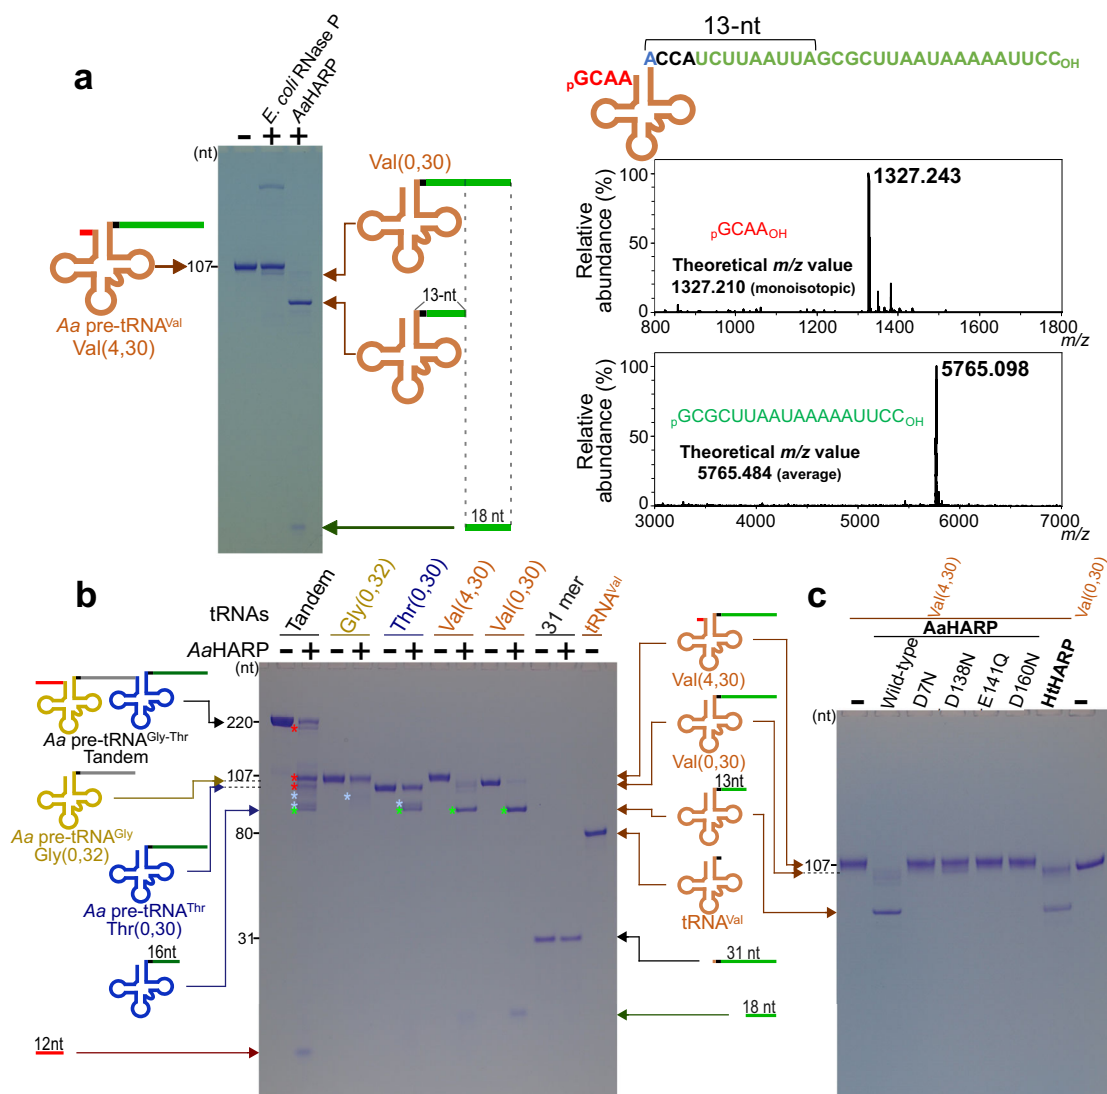 a
E. coli RNase P
AaHARP
- + +
(nt)
107
Aa pre-tRNAVal
Val(4,30)
Val(0,30)
13-nt
18 nt
13-nt
pGCAA
ACCAUCUUAAUUAGCGCUUAAUAAAAAUUCCOH
Relative
abundance (%)
100
50
0
1327.243
pGCAAOH
Theoretical m/z value
1327.210 (monoisotopic)
800 1000 1200 1400 1600 1800
m/z
Relative
abundance (%)
100
50
0
5765.098
pGCGCUUAAUAAAAAUUCCOH
Theoretical m/z value
5765.484 (average)
3000 4000 5000 6000 7000
m/z
b
tRNAs
Tandem
Gly(0,32)
Thr(0,30)
Val(4,30)
Val(0,30)
31 mer
tRNAVal
AaHARP
- + - + - + - + - + - + -
(nt)
220
107
80
31
Aa pre-tRNAGly-Thr
Tandem
Aa pre-tRNAGly
Gly(0,32)
Aa pre-tRNAThr
Thr(0,30)
16nt
12nt
Val(4,30)
Val(0,30)
13nt
tRNAVal
31 nt
18 nt
c
Val(4,30)
Val(0,30)
AaHARP
-
Wild-type
D7N
D138N
E141Q
D160N
HtHARP
-
(nt)
107